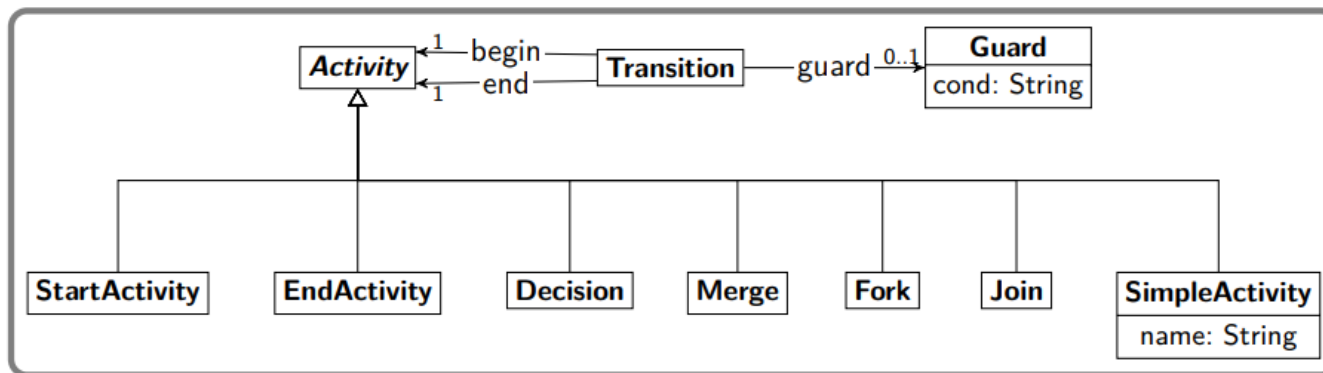 Activity
1
begin
end
1
Transition
guard
0..1
Guard
cond: String
StartActivity
EndActivity
Decision
Merge
Fork
Join
SimpleActivity
name: String